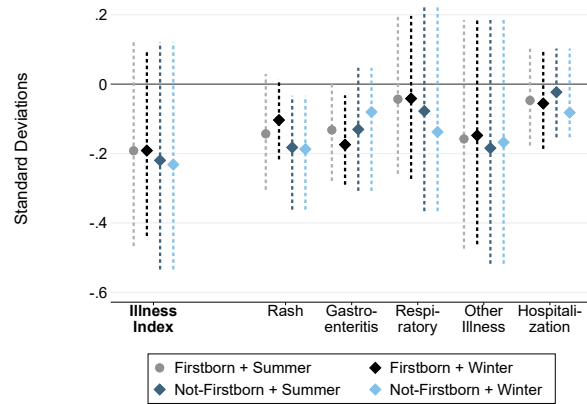 Standard Deviations
.2
0
-.2
-.4
-.6
Illness
Index
Rash
Gastro-
enteritis
Respi-
ratory
Other
Illness
Hospitali-
zation
Firstborn + Summer
Firstborn + Winter
Not-Firstborn + Summer
Not-Firstborn + Winter